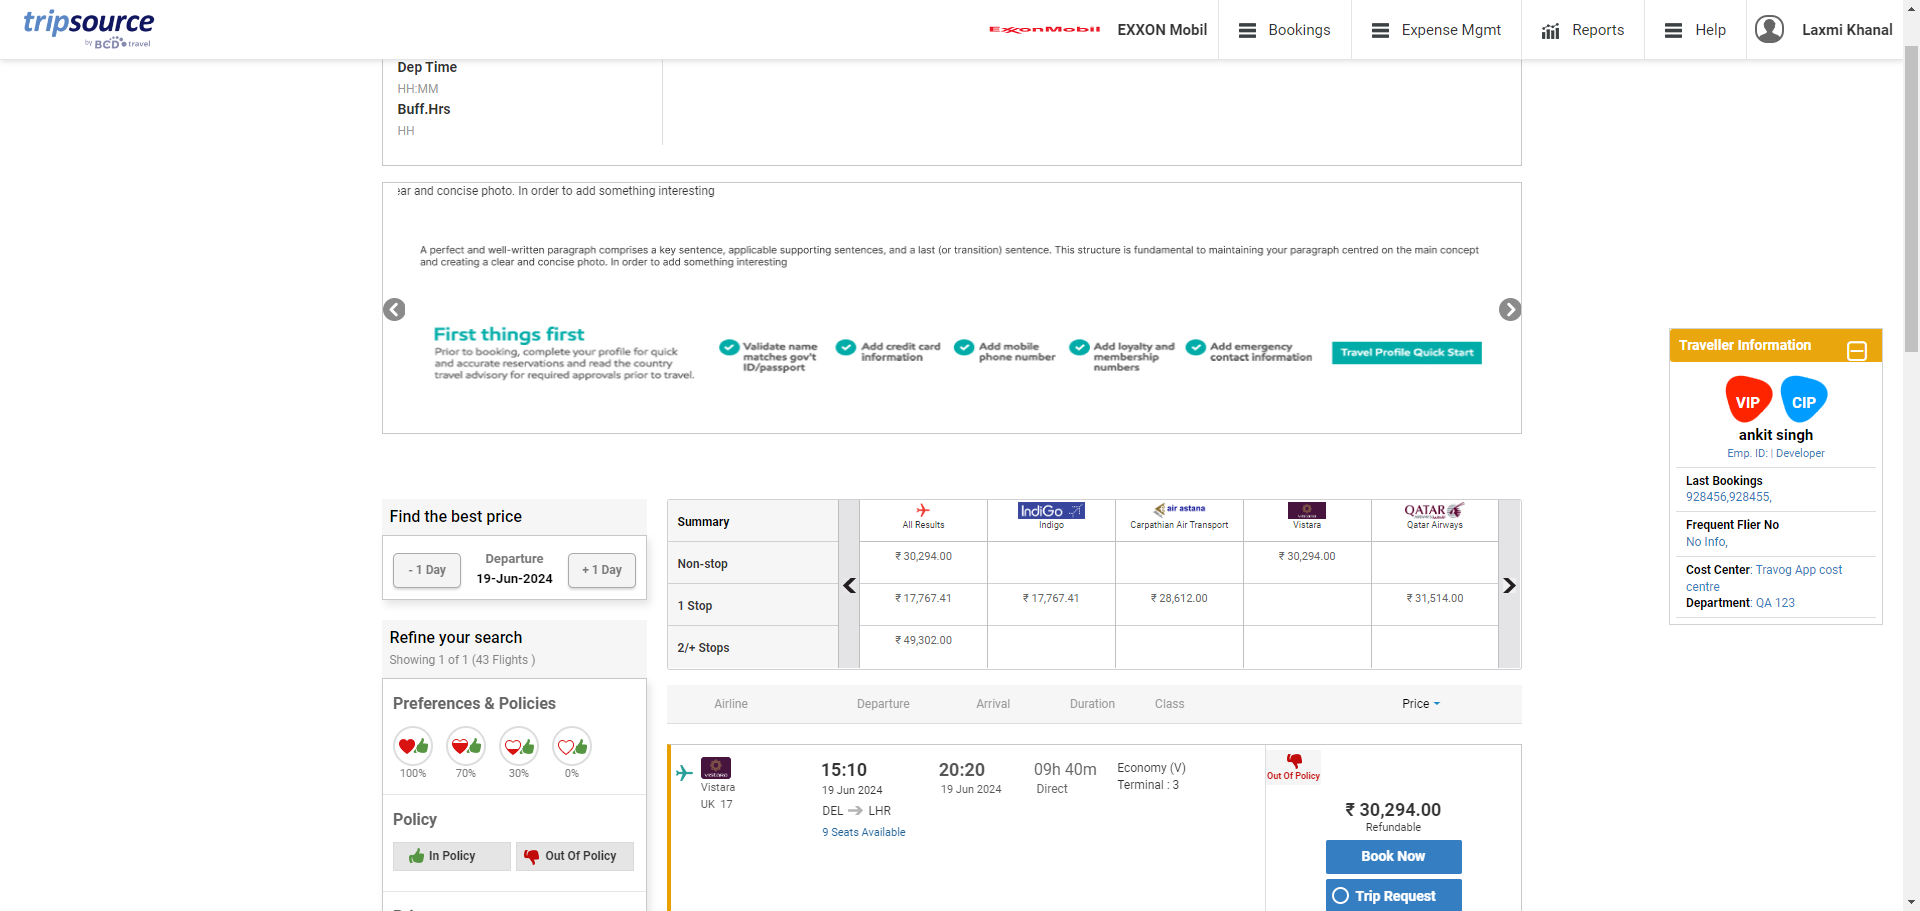 tripsource
by BCD travel
ExxonMobil
EXXON Mobil
Bookings
Expense Mgmt
Reports
Help
Laxmi Khanal
Dep Time
HH:MM
Buff.Hrs
HH
ear and concise photo. In order to add something interesting
A perfect and well-written paragraph comprises a key sentence, applicable supporting sentences, and a last (or transition) sentence. This structure is fundamental to maintaining your paragraph centred on the main concept
and creating a clear and concise photo. In order to add something interesting
First things first
Prior to booking, complete your profile for quick
and accurate reservations and read the country
travel advisory for required approvals prior to travel.
Validate name
matches gov't
ID/passport
Add credit card
information
Add mobile
phone number
Add loyalty and
membership
numbers
Add emergency
contact information
Travel Profile Quick Start
Traveller Information
VIP
CIP
ankit singh
Emp. ID: | Developer
Last Bookings
928456,928455,
Frequent Flier No
No Info,
Cost Center: Travog App cost
centre
Department: QA 123
Find the best price
- 1 Day
Departure
19-Jun-2024
+ 1 Day
Refine your search
Showing 1 of 1 (43 Flights )
Preferences & Policies
100%
70%
30%
0%
Policy
In Policy
Out Of Policy
Summary
All Results
IndiGo
Indigo
air astana
Carpathian Air Transport
Vistara
QATAR
Qatar Airways
Non-stop
₹ 30,294.00
₹ 30,294.00
1 Stop
₹ 17,767.41
₹ 17,767.41
₹ 28,612.00
₹ 31,514.00
2/+ Stops
₹ 49,302.00
Airline
Departure
Arrival
Duration
Class
Price
VISTARA
Vistara
UK 17
15:10
19 Jun 2024
DEL LHR
9 Seats Available
20:20
19 Jun 2024
09h 40m
Direct
Economy (V)
Terminal : 3
Out Of Policy
₹ 30,294.00
Refundable
Book Now
Trip Request